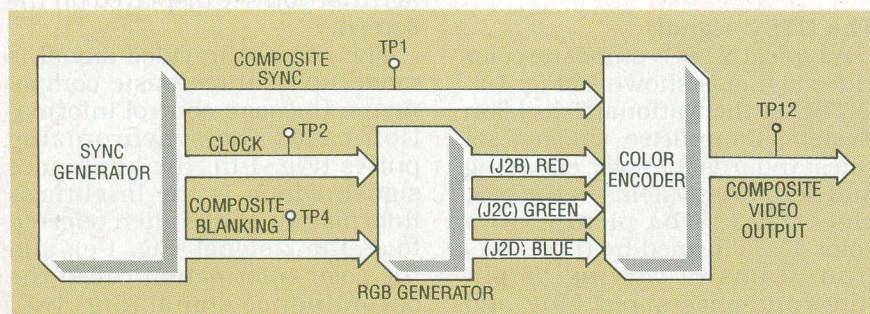 COMPOSITE
SYNC
TP1
CLOCK
TP2
COMPOSITE
BLANKING
TP4
SYNC
GENERATOR
RGB GENERATOR
(J2B) RED
(J2C) GREEN
(J2D) BLUE
COLOR
ENCODER
TP12
COMPOSITE
VIDEO
OUTPUT